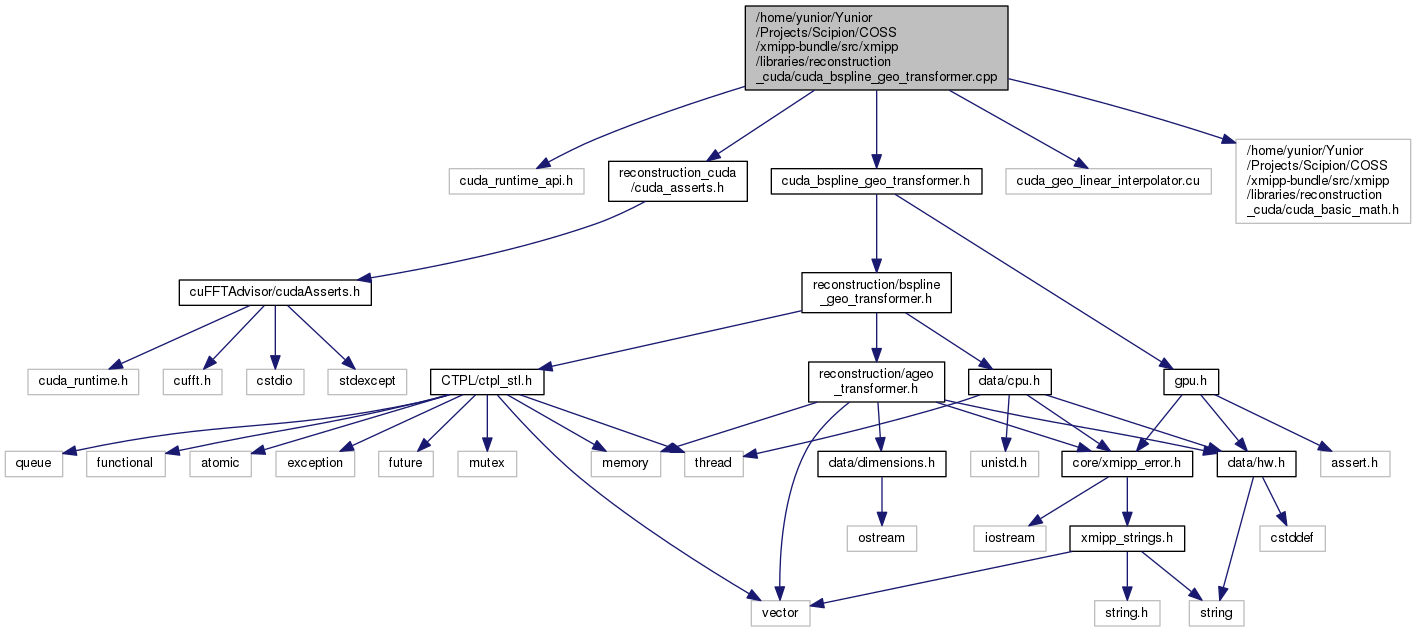 /home/yunior/Yunior
/Projects/Scipion/COSS
/xmipp-bundle/src/xmipp
/libraries/reconstruction
_cuda/cuda_bspline_geo_transformer.cpp
cuda_runtime_api.h
reconstruction_cuda
/cuda_asserts.h
cuda_bspline_geo_transformer.h
cuda_geo_linear_interpolator.cu
/home/yunior/Yunior
/Projects/Scipion/COSS
/xmipp-bundle/src/xmipp
/libraries/reconstruction
_cuda/cuda_basic_math.h
cuFFTAdvisor/cudaAsserts.h
reconstruction/bspline
_geo_transformer.h
cuda_runtime.h
cufft.h
cstdio
stdexcept
CTPL/ctpl_stl.h
reconstruction/ageo
_transformer.h
data/cpu.h
gpu.h
queue
functional
atomic
exception
future
mutex
memory
thread
data/dimensions.h
unistd.h
core/xmipp_error.h
data/hw.h
assert.h
ostream
iostream
xmipp_strings.h
cstddef
vector
string.h
string